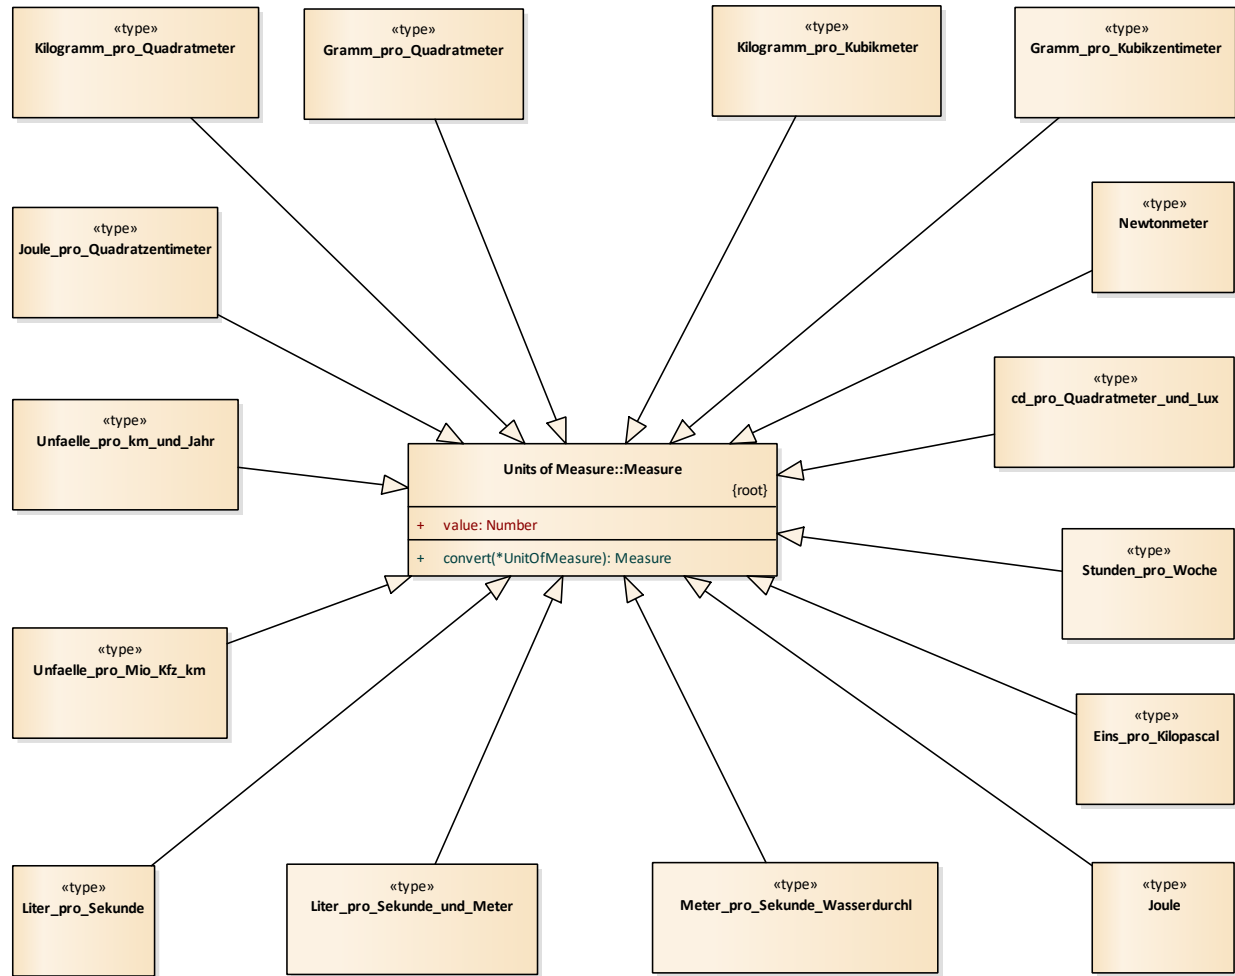 «type»
Kilogramm_pro_Quadratmeter
«type»
Gramm_pro_Quadratmeter
«type»
Kilogramm_pro_Kubikmeter
«type»
Gramm_pro_Kubikzentimeter
«type»
Joule_pro_Quadratzentimeter
«type»
Newtonmeter
«type»
cd_pro_Quadratmeter_und_Lux
«type»
Unfaelle_pro_km_und_Jahr
Units of Measure::Measure
{root}
+ value: Number
+ convert(*UnitOfMeasure): Measure
«type»
Stunden_pro_Woche
«type»
Unfaelle_pro_Mio_Kfz_km
«type»
Eins_pro_Kilopascal
«type»
Liter_pro_Sekunde
«type»
Liter_pro_Sekunde_und_Meter
«type»
Meter_pro_Sekunde_Wasserdurchl
«type»
Joule